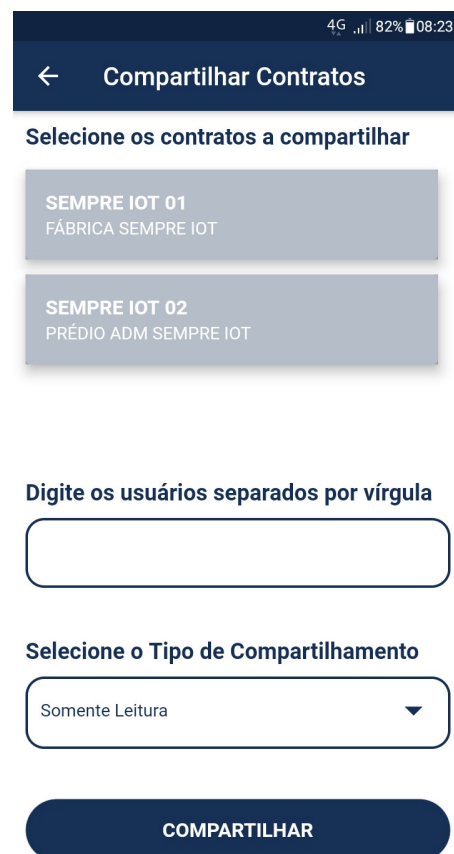 4G 82% 08:23
Compartilhar Contratos
Selecione os contratos a compartilhar
SEMPRE IOT 01
FÁBRICA SEMPRE IOT
SEMPRE IOT 02
PRÉDIO ADM SEMPRE IOT
Digite os usuários separados por vírgula
Selecione o Tipo de Compartilhamento
Somente Leitura
COMPARTILHAR